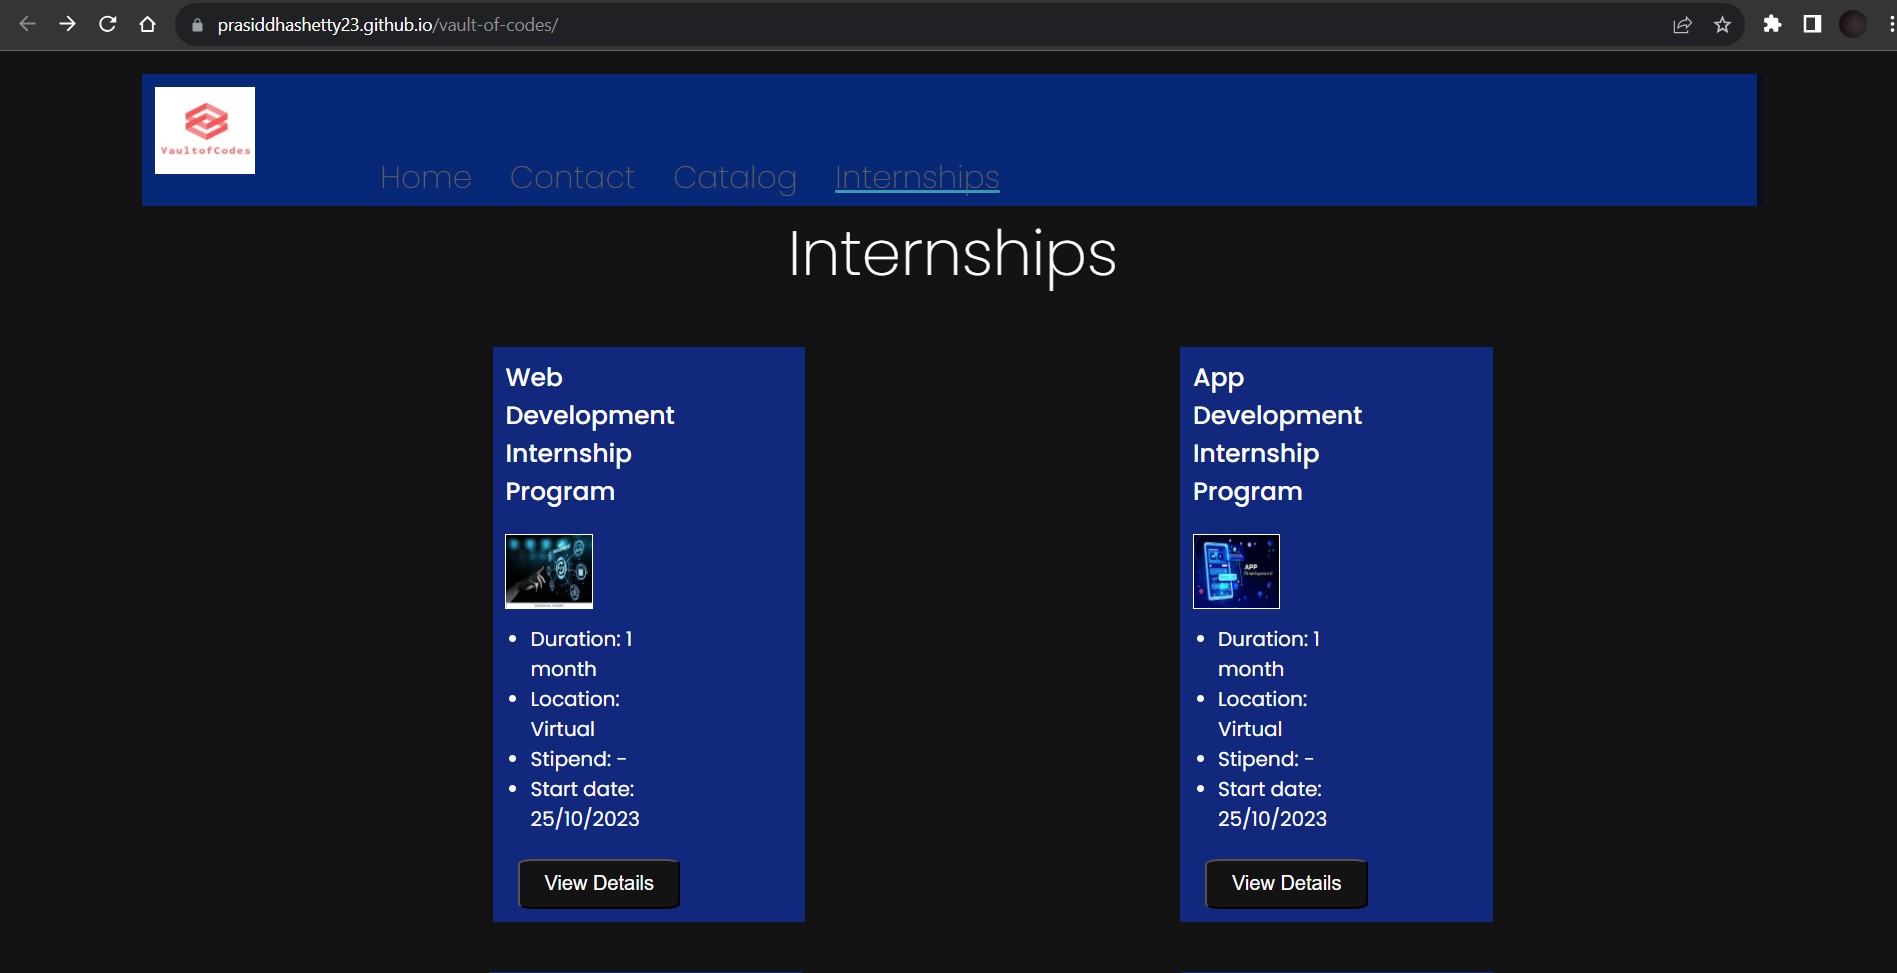 prasiddhashetty23.github.io/vault-of-codes/
VaultofCodes
Home Contact Catalog Internships
Internships
Web
Development
Internship
Program
• Duration: 1
month
• Location:
Virtual
• Stipend: -
• Start date:
25/10/2023
View Details
App
Development
Internship
Program
APP
• Duration: 1
month
• Location:
Virtual
• Stipend: -
• Start date:
25/10/2023
View Details